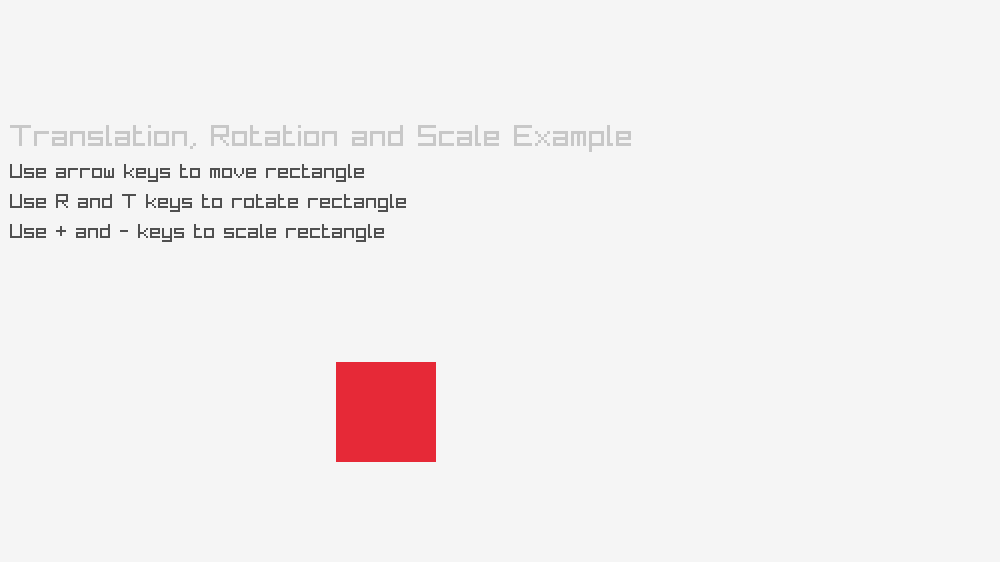 Translation, Rotation and Scale Example
Use arrow keys to move rectangle
Use R and T keys to rotate rectangle
Use + and - keys to scale rectangle